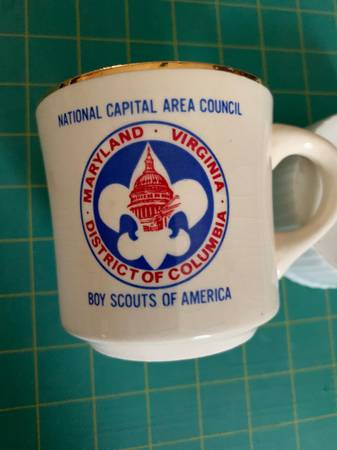 NATIONAL CAPITAL AREA COUNCIL
MARYLAND · VIRGINIA ·
DISTRICT OF COLUMBIA ·
BOY SCOUTS OF AMERICA